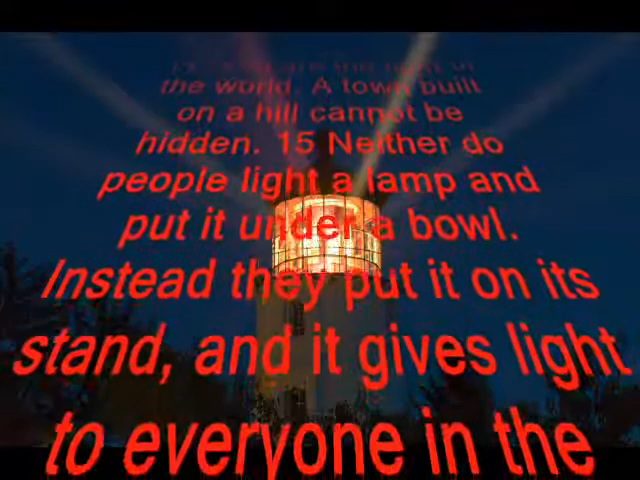 the world. A town built
on a hill cannot be
hidden. 15 Neither do
people light a lamp and
put it under a bowl.
Instead they put it on its
stand, and it gives light
to everyone in the